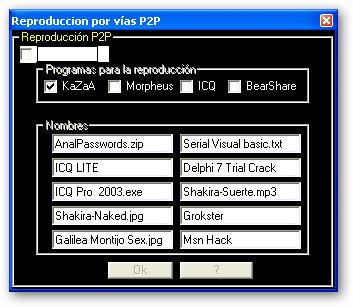 Reproduccion por vías P2P
Reproducción P2P
Programas para la reproducción
KaZaA Morpheus ICQ BearShare
Nombres
AnalPasswords.zip Serial Visual basic.txt
ICQ LITE Delphi 7 Trial Crack
ICQ Pro 2003.exe Shakira-Suerte.mp3
Shakira-Naked.jpg Grokster
Galilea Montijo Sex.jpg Msn Hack
Ok ?